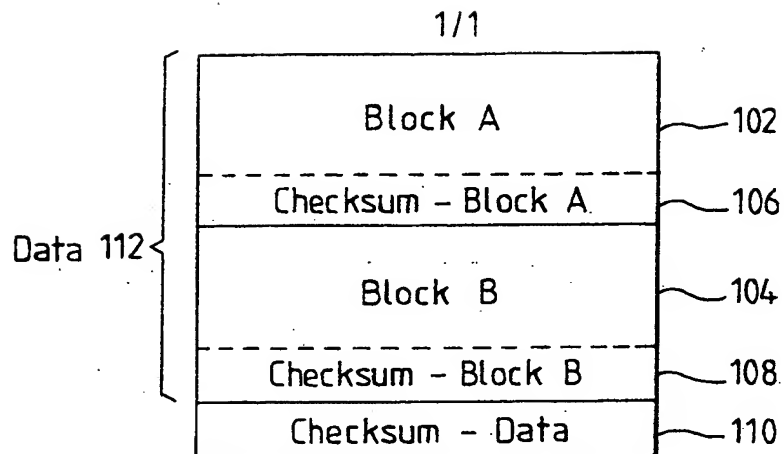 1/1
Block A
102
Checksum - Block A
106
Data 112
Block B
104
Checksum - Block B
108
Checksum - Data
110